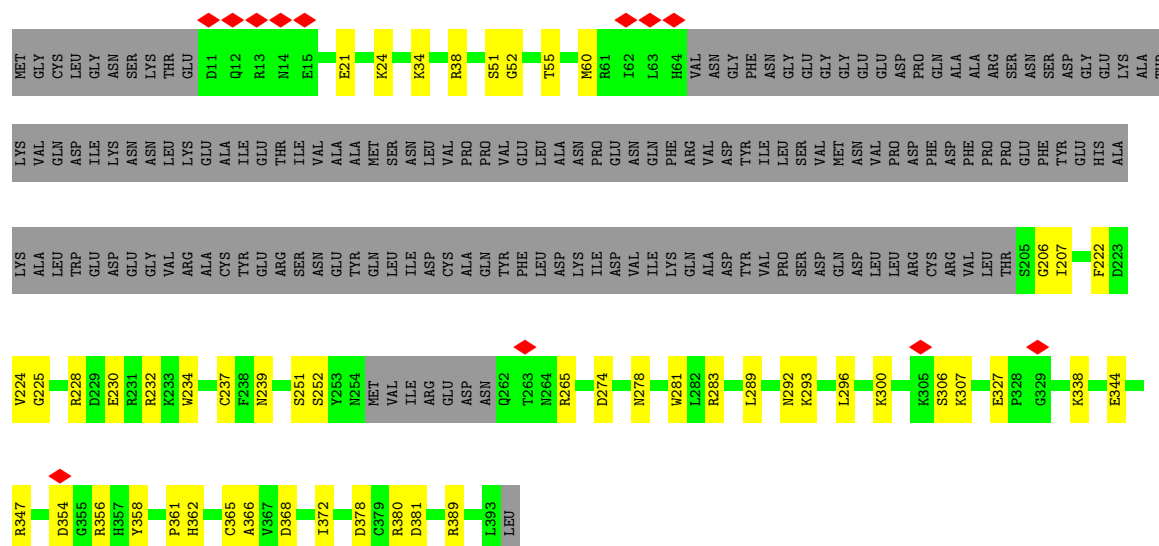 MET GLY CYS LEU GLY ASN SER LYS THR GLU D11 Q12 R13 N14 E15 E21 K24 K34 R38 S51 G52 T55 M60 R61 I62 L63 H64 VAL ASN GLY PHE ASN GLY GLU GLY GLY GLU GLU ASP PRO GLN ALA ALA ARG SER ASN SER ASP GLY GLU LYS ALA THR
LYS VAL GLN ASP ILE LYS ASN ASN LEU LYS GLU ALA ILE GLU THR ILE VAL ALA ALA MET SER ASN LEU VAL PRO PRO VAL GLU LEU ALA ASN PRO GLU ASN GLN PHE ARG VAL ASP TYR ILE LEU SER VAL MET ASN VAL PRO ASP PHE ASP PHE PRO PRO GLU PHE TYR GLU HIS ALA
LYS ALA LEU TRP GLU ASP GLU GLY VAL ARG ALA CYS TYR GLU ARG SER ASN GLU TYR GLN LEU ILE ASP CYS ALA GLN TYR PHE LEU ASP LYS ILE ASP VAL ILE LYS GLN ALA ASP TYR VAL PRO SER ASP GLN ASP LEU LEU ARG CYS ARG VAL LEU THR S205 G206 I207 F222 D223
V224 G225 R228 D229 E230 R231 R232 K233 W234 C237 F238 N239 S251 S252 Y253 N254 MET VAL ILE ARG GLU ASP ASN Q262 T263 N264 R265 D274 N278 W281 L282 R283 L289 N292 K293 L296 K300 K305 S306 K307 E327 P328 G329 K338 E344
R347 D354 G355 R356 H357 Y358 P361 H362 C365 A366 V367 D368 I372 D378 C379 R380 D381 R389 L393 LEU